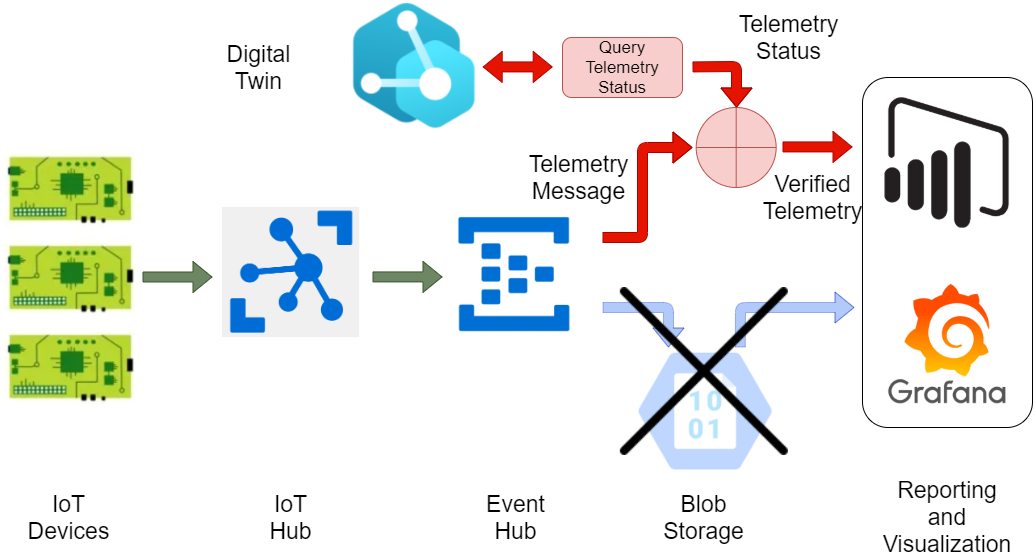 Digital
Twin
Query
Telemetry
Status
Telemetry
Status
Telemetry
Message
Verified
Telemetry
10
01
Grafana
IoT
Devices
IoT
Hub
Event
Hub
Blob
Storage
Reporting
and
Visualization